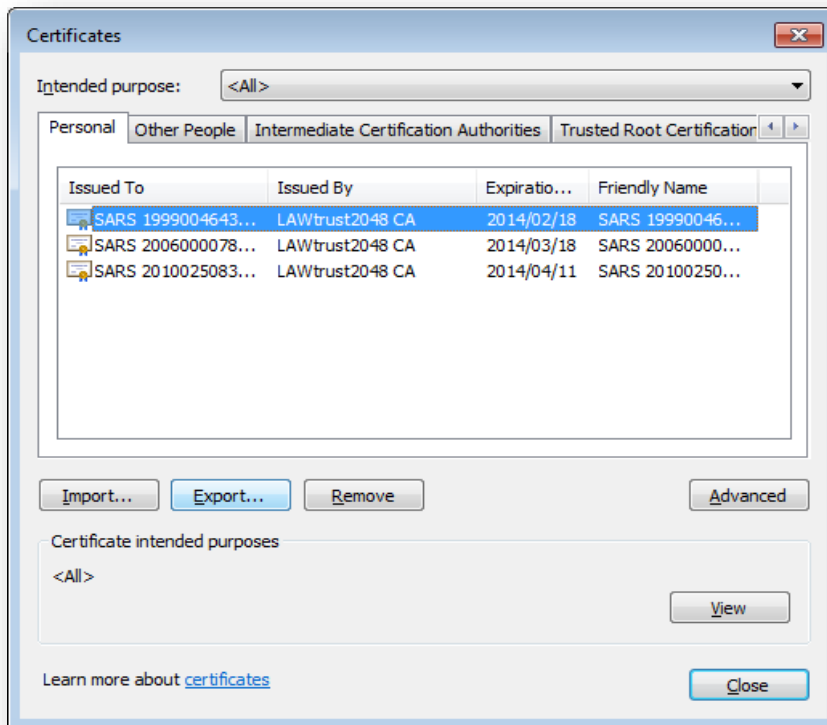 Certificates
Intended purpose: <All>
Personal Other People Intermediate Certification Authorities Trusted Root Certification
Issued To Issued By Expiratio... Friendly Name
SARS 1999004643... LAWtrust2048 CA 2014/02/18 SARS 19990046...
SARS 2006000078... LAWtrust2048 CA 2014/03/18 SARS 20060000...
SARS 2010025083... LAWtrust2048 CA 2014/04/11 SARS 20100250...
Import... Export... Remove Advanced
Certificate intended purposes
<All>
View
Learn more about certificates
Close